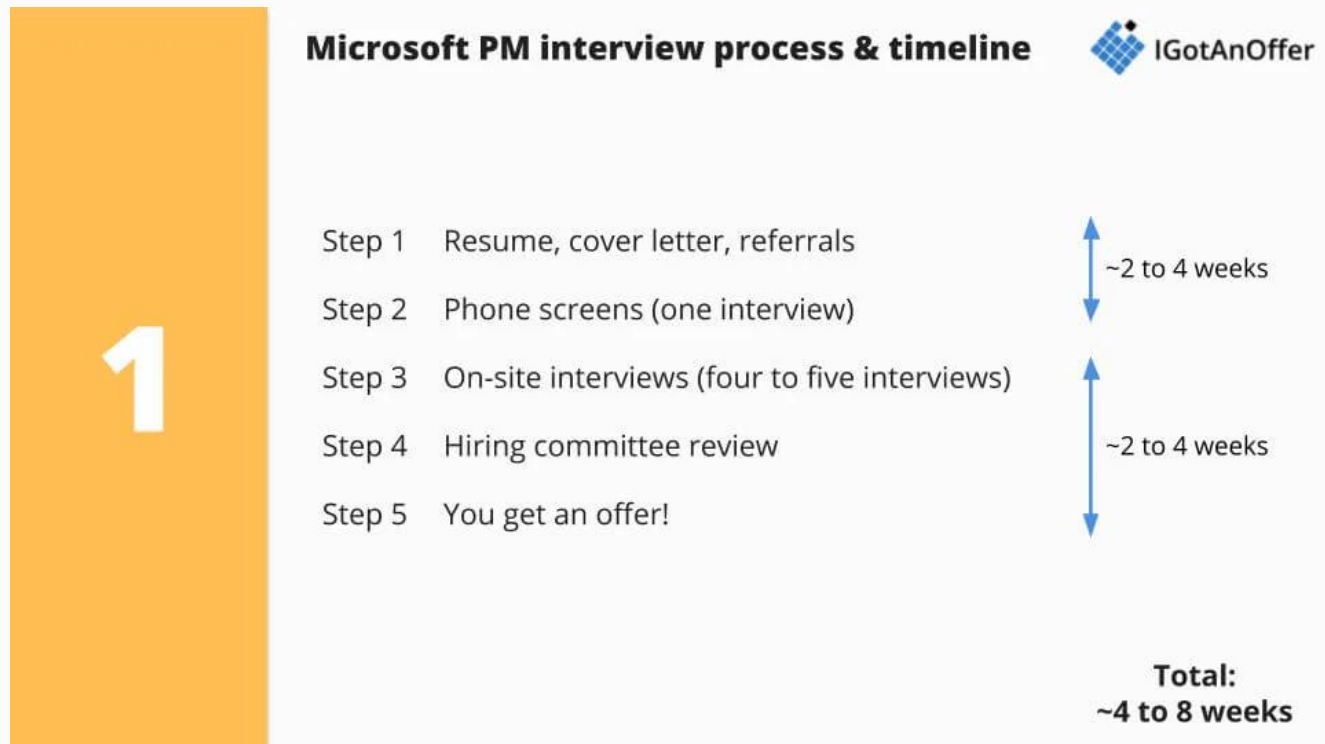 Microsoft PM interview process & timeline
IGotAnOffer
1
Step 1 Resume, cover letter, referrals
Step 2 Phone screens (one interview)
~2 to 4 weeks
Step 3 On-site interviews (four to five interviews)
Step 4 Hiring committee review
Step 5 You get an offer!
~2 to 4 weeks
Total:
~4 to 8 weeks